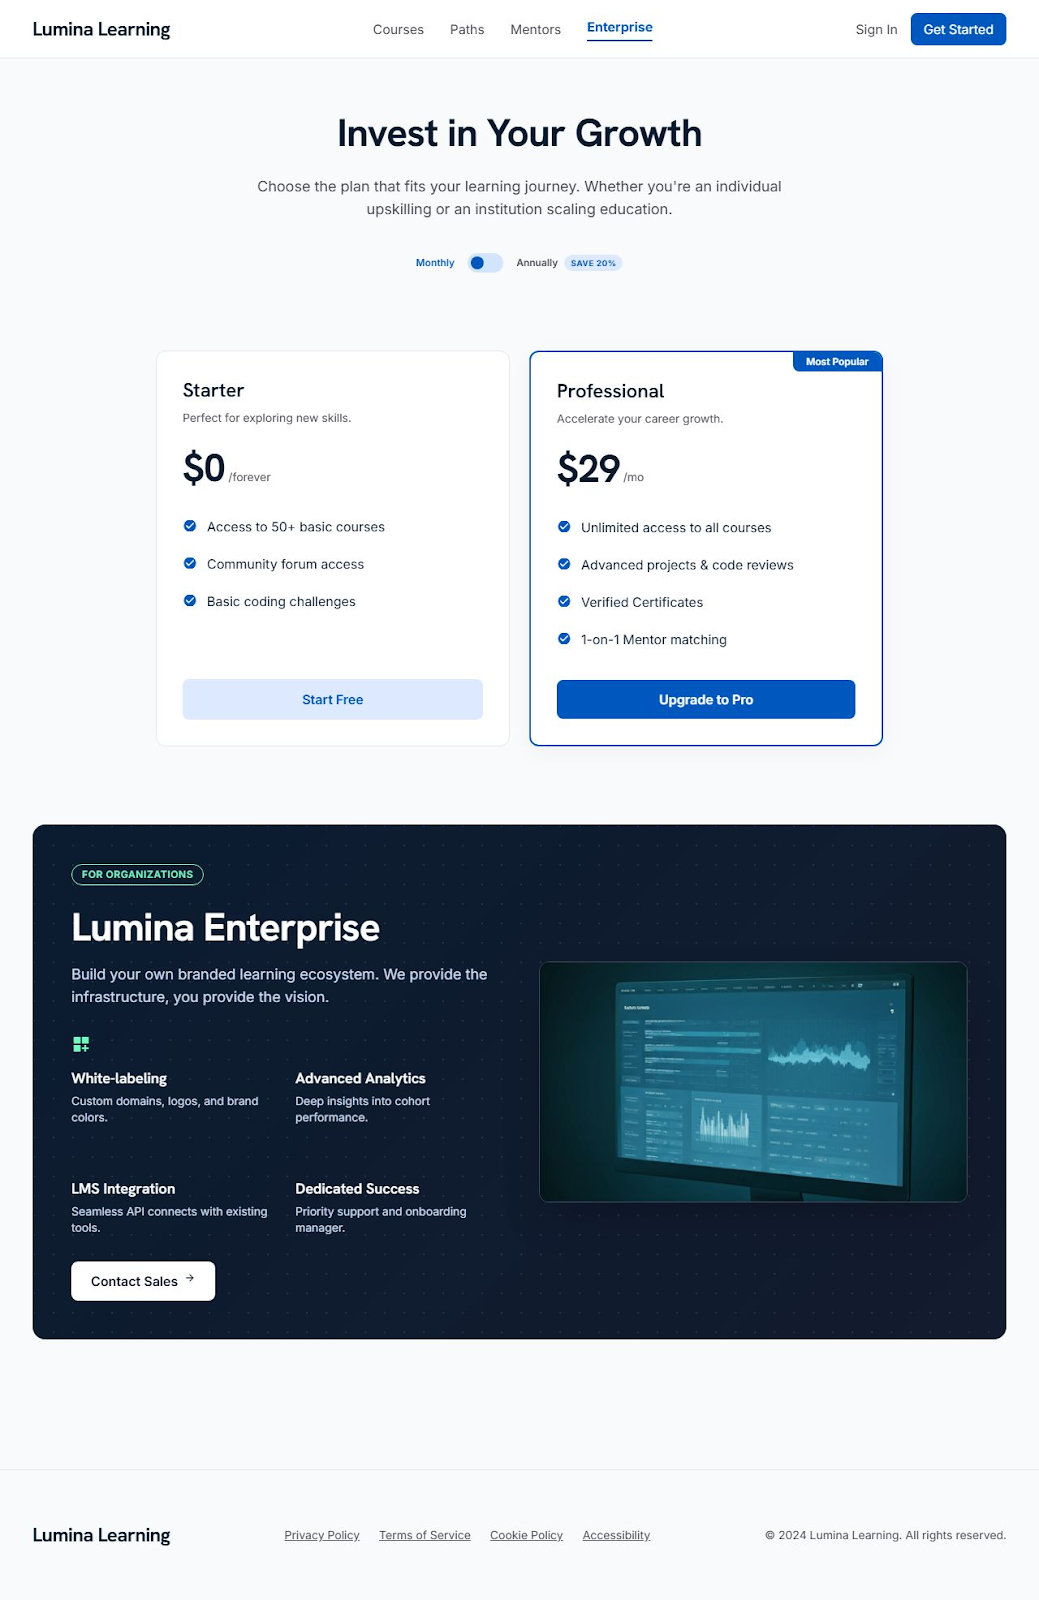 Lumina Learning
Courses
Paths
Mentors
Enterprise
Sign In
Get Started
Invest in Your Growth
Choose the plan that fits your learning journey. Whether you're an individual
upskilling or an institution scaling education.
Monthly
Annually
SAVE 20%
Starter
Perfect for exploring new skills.
$0 /forever
Access to 50+ basic courses
Community forum access
Basic coding challenges
Start Free
Most Popular
Professional
Accelerate your career growth.
$29 /mo
Unlimited access to all courses
Advanced projects & code reviews
Verified Certificates
1-on-1 Mentor matching
Upgrade to Pro
FOR ORGANIZATIONS
Lumina Enterprise
Build your own branded learning ecosystem. We provide the
infrastructure, you provide the vision.
White-labeling
Custom domains, logos, and brand
colors.
Advanced Analytics
Deep insights into cohort
performance.
LMS Integration
Seamless API connects with existing
tools.
Dedicated Success
Priority support and onboarding
manager.
Contact Sales →
Lumina Learning
Privacy Policy
Terms of Service
Cookie Policy
Accessibility
© 2024 Lumina Learning. All rights reserved.